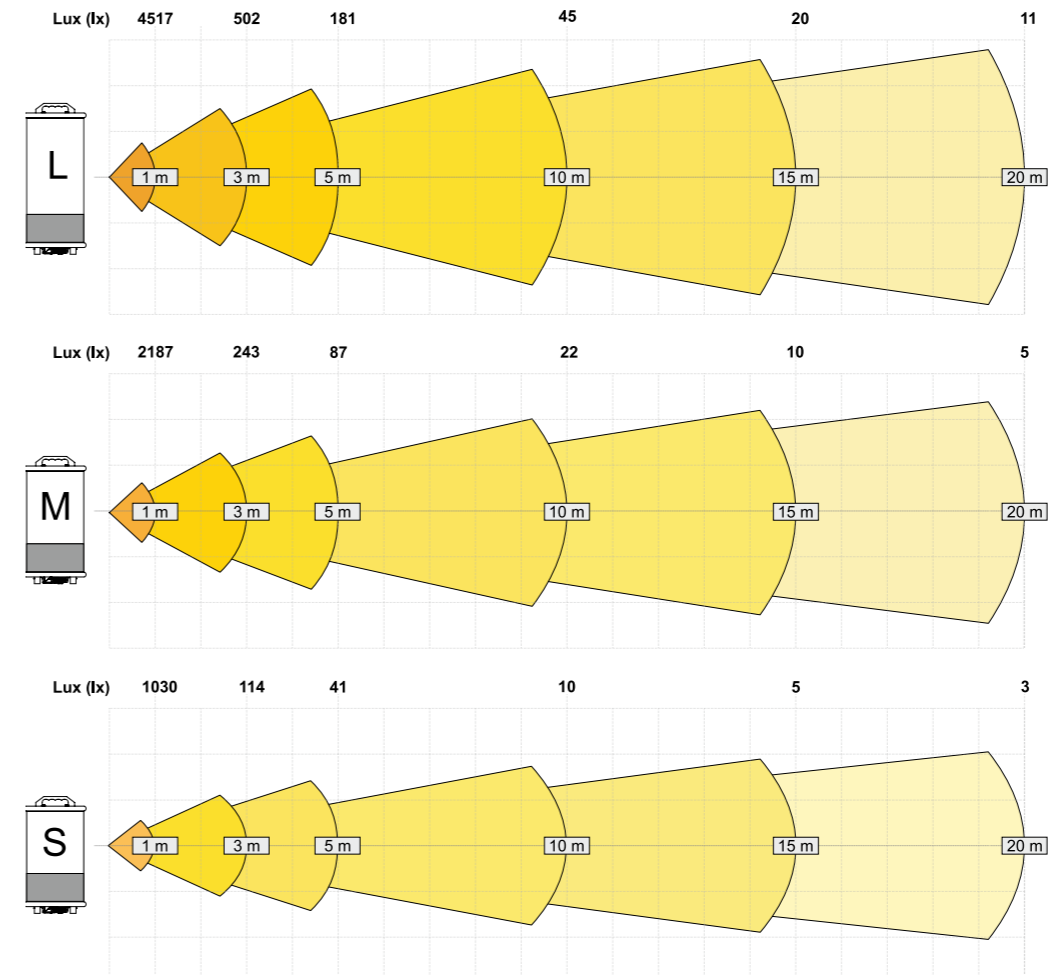 Lux (lx) 4517 502 181 45 20 11
L
1 m 3 m 5 m 10 m 15 m 20 m
Lux (lx) 2187 243 87 22 10 5
M
1 m 3 m 5 m 10 m 15 m 20 m
Lux (lx) 1030 114 41 10 5 3
S
1 m 3 m 5 m 10 m 15 m 20 m